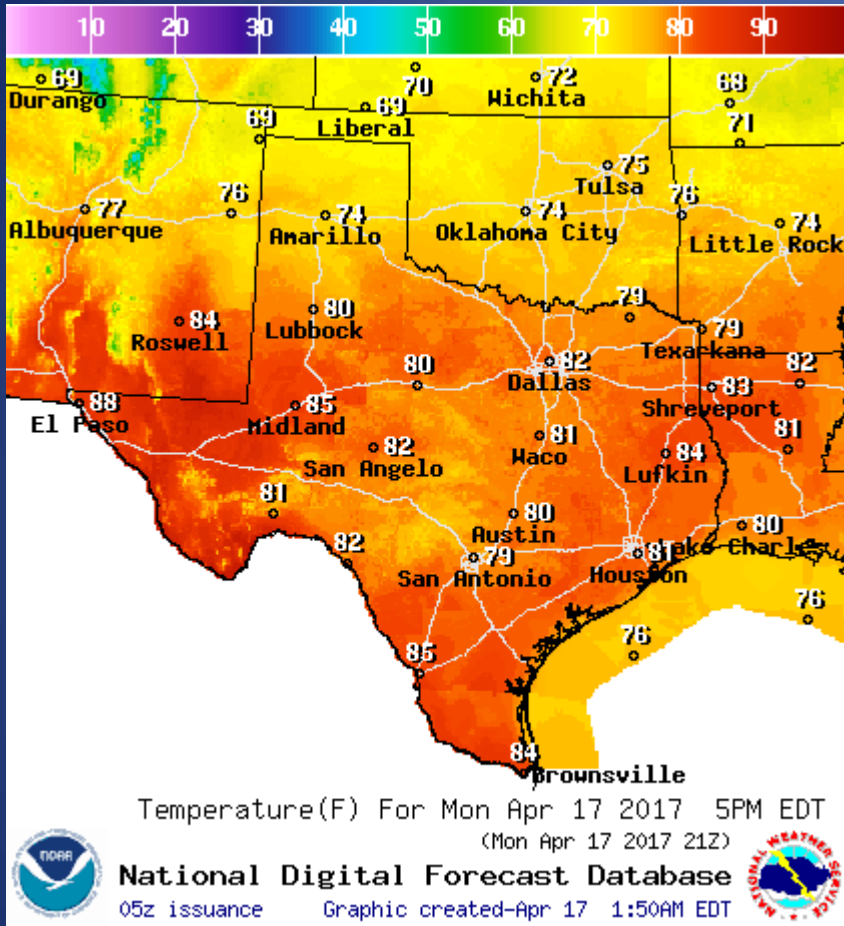 10 20 30 40 50 60 70 80 90
69
Durango
70
72
Wichita
69
Liberal
68
69
71
75
Tulsa
77
Albuquerque
76
74
Amarillo
74
Oklahoma City
76
74
Little Rock
84
Roswell
80
Lubbock
79
79
Texarkana
80
82
Dallas
82
83
Shreveport
88
El Paso
85
Midland
82
San Angelo
81
Waco
84
Lufkin
81
81
80
Austin
80
Lake Charles
82
79
San Antonio
81
Houston
76
76
85
84
Brownsville
Temperature(F) For Mon Apr 17 2017 5PM EDT
(Mon Apr 17 2017 21Z)
NOAA
National Digital Forecast Database
05z issuance Graphic created-Apr 17 1:50AM EDT
NATIONAL WEATHER SERVICE